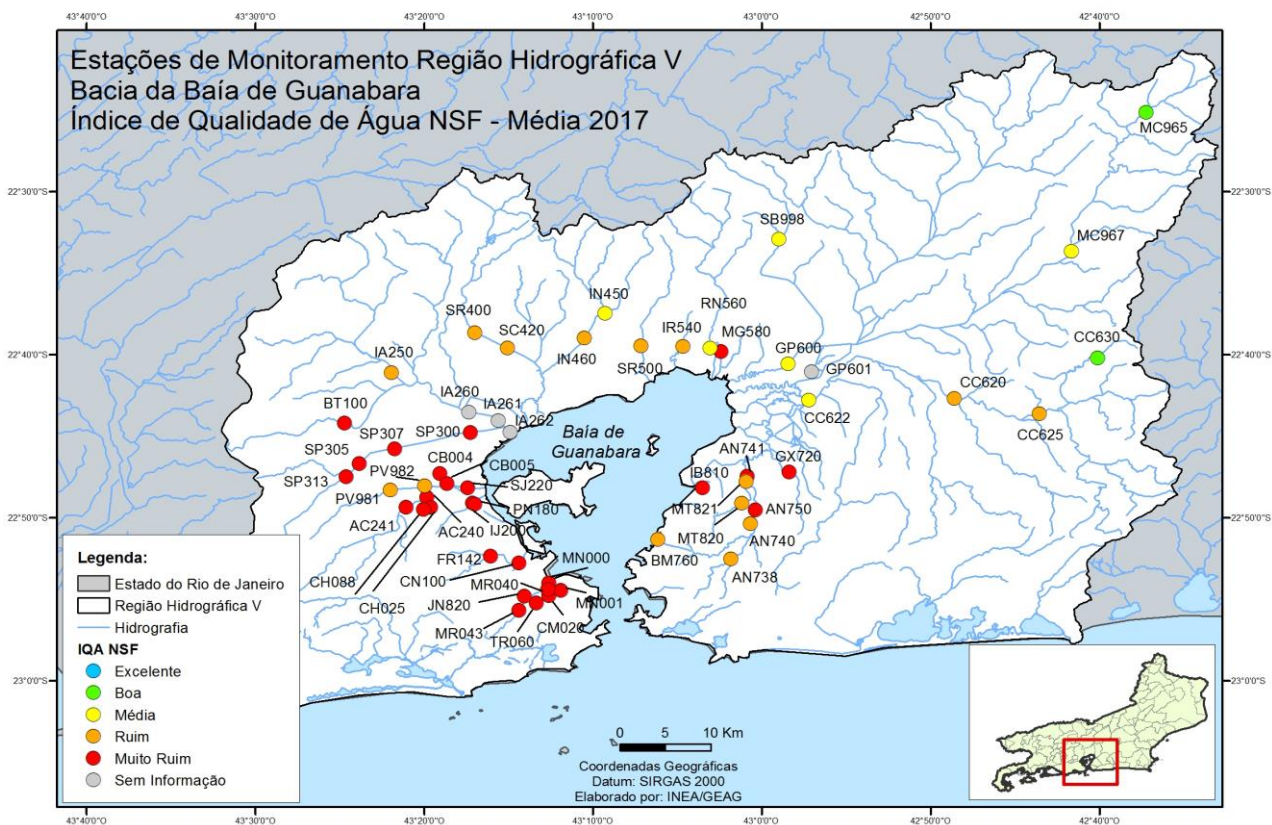 43°40'0"O 43°20'0"O 43°10'0"O 43°0'0"O 42°50'0"O 42°40'0"O
Estações de Monitoramento Região Hidrográfica V
Bacia da Baía de Guanabara
Índice de Qualidade de Água NSF - Média 2017
MC965
22°30'0"S 22°30'0"S
SB998
MC967
IN450
RN560
SR400
SC420
IR540
MG580
CC630
22°40'0"S 22°40'0"S
IA250
IN460
SR500
GP600
GP601
CC620
IA260
IA261
IA262
BT100
CC622
CC625
SP307
SP300
Baía de
Guanabara
SP305
CB004
CB005
AN741
GX720
SP313
PV982
SJ220
IB810
PV981
PN180
MT821
AN750
22°50'0"S 22°50'0"S
AC241
AC240
IJ200
MT820
AN740
FR142
MN000
BM760
AN738
CH088
CN100
MR040
CH025
JN820
MN001
MR043
CM020
TR060
23°0'0"S 23°0'0"S
Legenda:
Estado do Rio de Janeiro
Região Hidrográfica V
Hidrografia
IQA NSF
Excelente
Boa
Média
Ruim
Muito Ruim
Sem Informação
0 5 10 Km
Coordenadas Geográficas
Datum: SIRGAS 2000
Elaborado por: INEA/GEAG
43°40'0"O 43°20'0"O 43°10'0"O 43°0'0"O 42°50'0"O 42°40'0"O